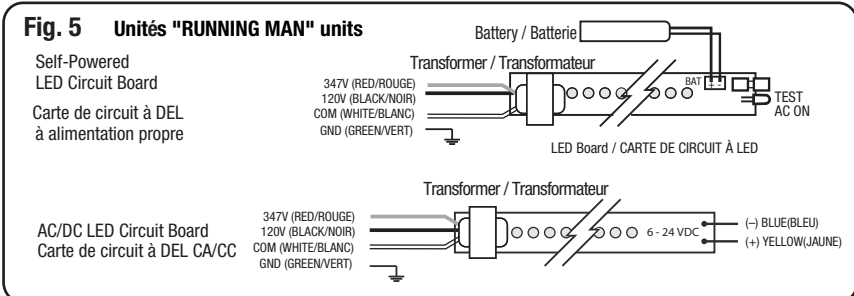 Fig. 5 Unités "RUNNING MAN" units
Battery / Batterie
Self-Powered
LED Circuit Board
Carte de circuit à DEL
à alimentation propre
Transformer / Transformateur
347V (RED/ROUGE)
120V (BLACK/NOIR)
COM (WHITE/BLANC)
GND (GREEN/VERT)
BAT
+ -
TEST
AC ON
LED Board / CARTE DE CIRCUIT À LED
Transformer / Transformateur
AC/DC LED Circuit Board
Carte de circuit à DEL CA/CC
347V (RED/ROUGE)
120V (BLACK/NOIR)
COM (WHITE/BLANC)
GND (GREEN/VERT)
6 - 24 VDC
(–) BLUE(BLEU)
(+) YELLOW(JAUNE)